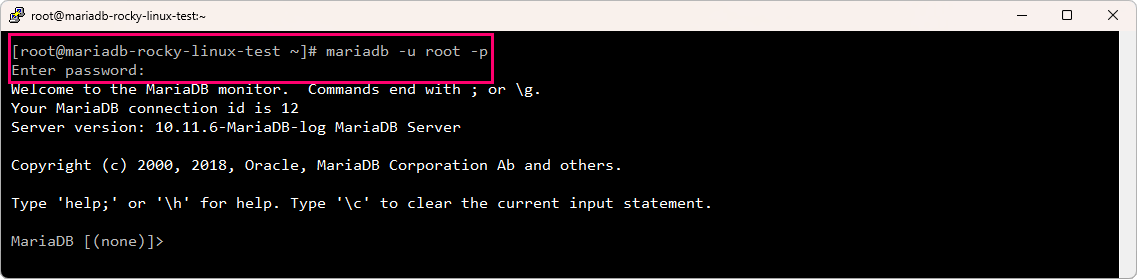 root@mariadb-rocky-linux-test:~
[root@mariadb-rocky-linux-test ~]# mariadb -u root -p
Enter password:
Welcome to the MariaDB monitor.  Commands end with ; or \g.
Your MariaDB connection id is 12
Server version: 10.11.6-MariaDB-log MariaDB Server
Copyright (c) 2000, 2018, Oracle, MariaDB Corporation Ab and others.
Type 'help;' or '\h' for help. Type '\c' to clear the current input statement.
MariaDB [(none)]>